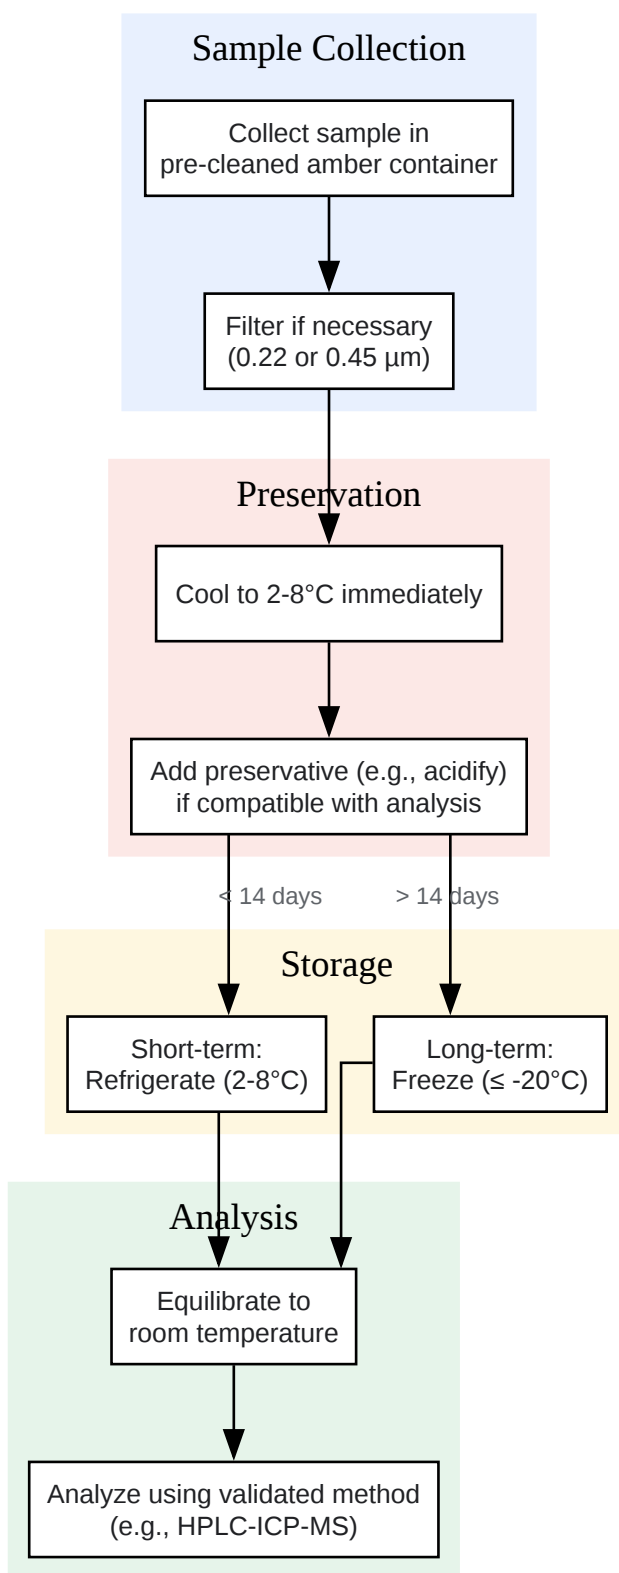 Sample Collection
Collect sample in
pre-cleaned amber container
Filter if necessary
(0.22 or 0.45 µm)
Preservation
Cool to 2-8°C immediately
Add preservative (e.g., acidify)
if compatible with analysis
< 14 days
> 14 days
Storage
Short-term:
Refrigerate (2-8°C)
Long-term:
Freeze (≤ -20°C)
Analysis
Equilibrate to
room temperature
Analyze using validated method
(e.g., HPLC-ICP-MS)